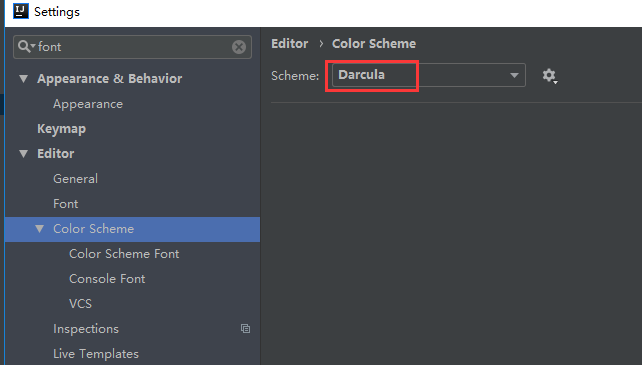 IJ
Settings
font
Appearance & Behavior
Appearance
Keymap
Editor
General
Font
Color Scheme
Color Scheme Font
Console Font
VCS
Inspections
Live Templates
Editor › Color Scheme
Scheme: Darcula